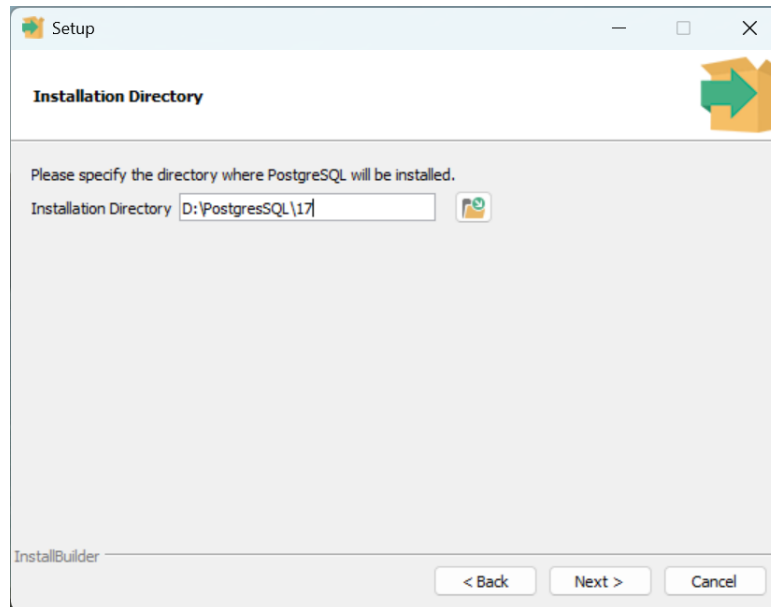 Setup
Installation Directory
Please specify the directory where PostgreSQL will be installed.
Installation Directory D:\PostgresSQL\17
InstallBuilder
< Back Next > Cancel